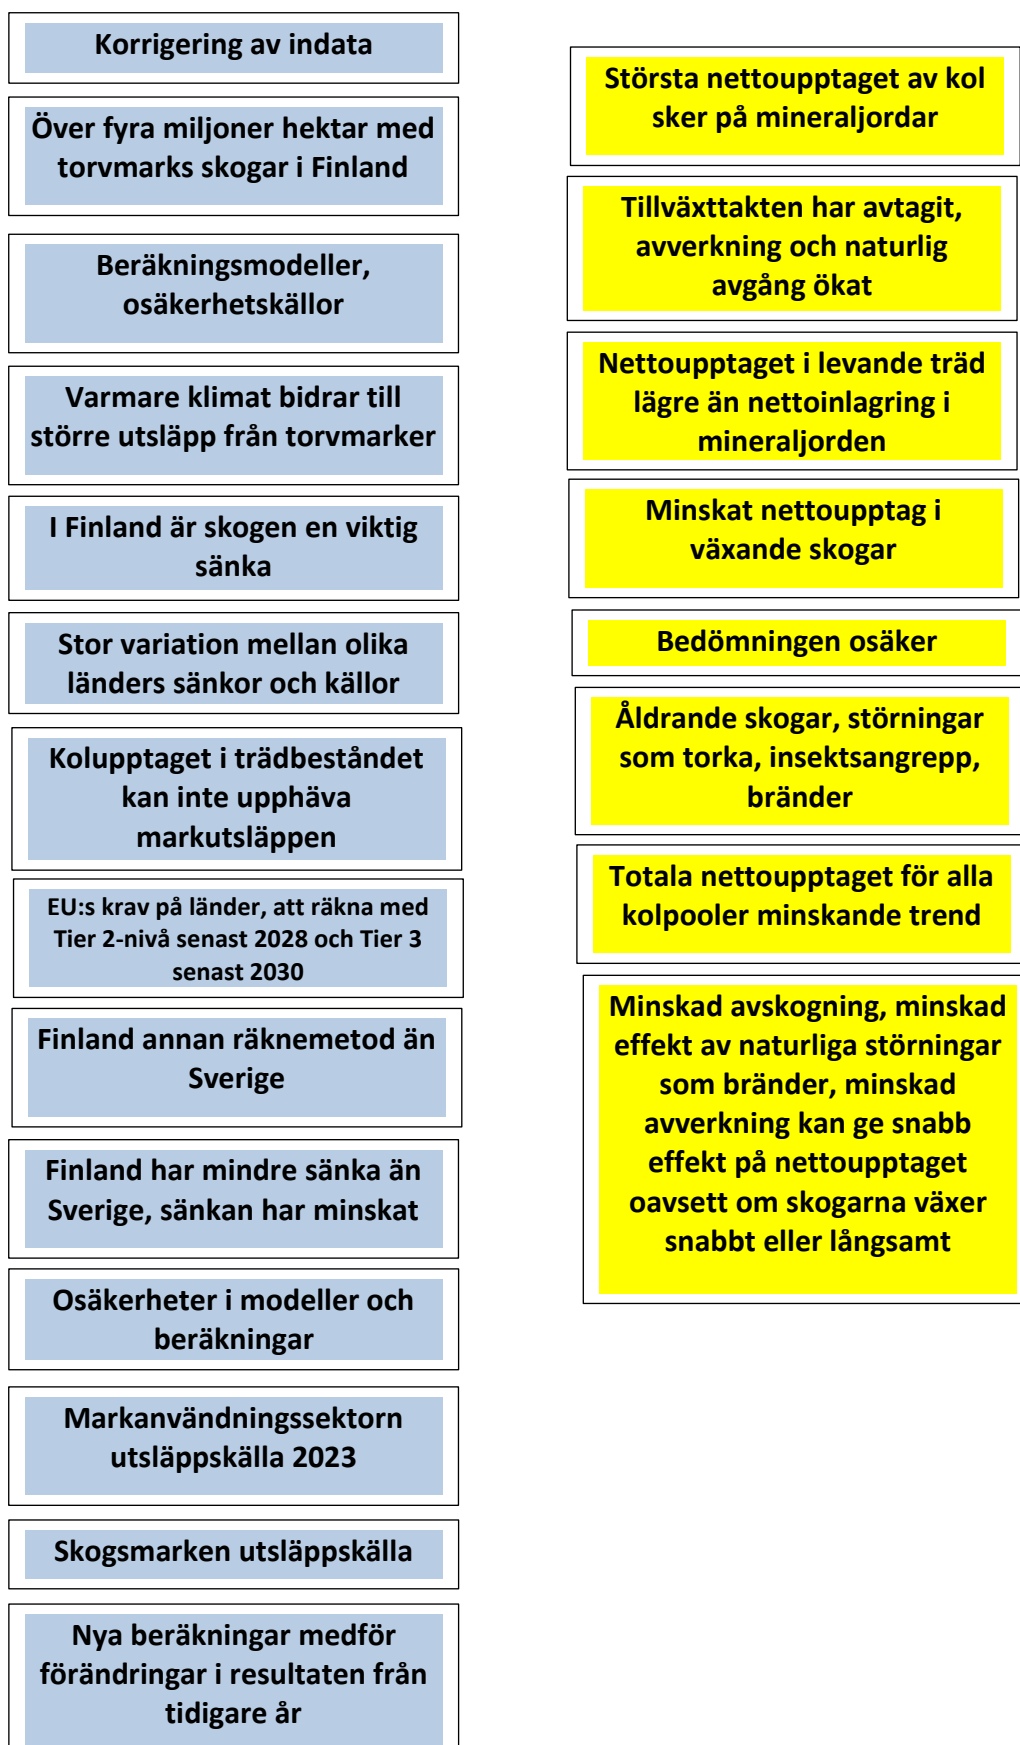 Korrigering av indata
Över fyra miljoner hektar med
torvmarks skogar i Finland
Beräkningsmodeller,
osäkerhetskällor
Varmare klimat bidrar till
större utsläpp från torvmarker
I Finland är skogen en viktig
sänka
Stor variation mellan olika
länders sänkor och källor
Kolupptaget i trädbeståndet
kan inte upphäva
markutsläppen
EU:s krav på länder, att räkna med
Tier 2-nivå senast 2028 och Tier 3
senast 2030
Finland annan räknemetod än
Sverige
Finland har mindre sänka än
Sverige, sänkan har minskat
Osäkerheter i modeller och
beräkningar
Markanvändningssektorn
utsläppskälla 2023
Skogsmarken utsläppskälla
Nya beräkningar medför
förändringar i resultaten från
tidigare år
Största nettoupptaget av kol
sker på mineraljordar
Tillväxttakten har avtagit,
avverkning och naturlig
avgång ökat
Nettoupptaget i levande träd
lägre än nettoinlagring i
mineraljorden
Minskat nettoupptag i
växande skogar
Bedömningen osäker
Åldrande skogar, störningar
som torka, insektsangrepp,
bränder
Totala nettoupptaget för alla
kolpooler minskande trend
Minskad avskogning, minskad
effekt av naturliga störningar
som bränder, minskad
avverkning kan ge snabb
effekt på nettoupptaget
oavsett om skogarna växer
snabbt eller långsamt